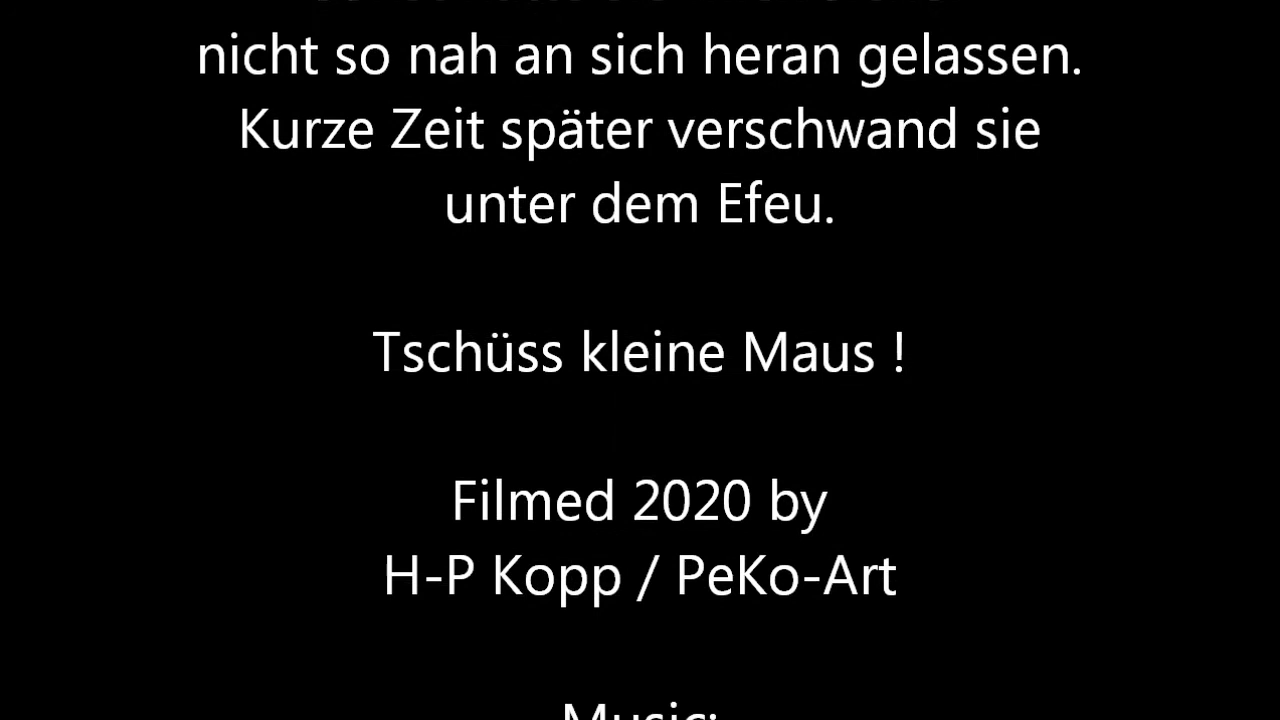 nicht so nah an sich heran gelassen.
Kurze Zeit später verschwand sie
unter dem Efeu.
Tschüss kleine Maus !
Filmed 2020 by
H-P Kopp / PeKo-Art
Music: